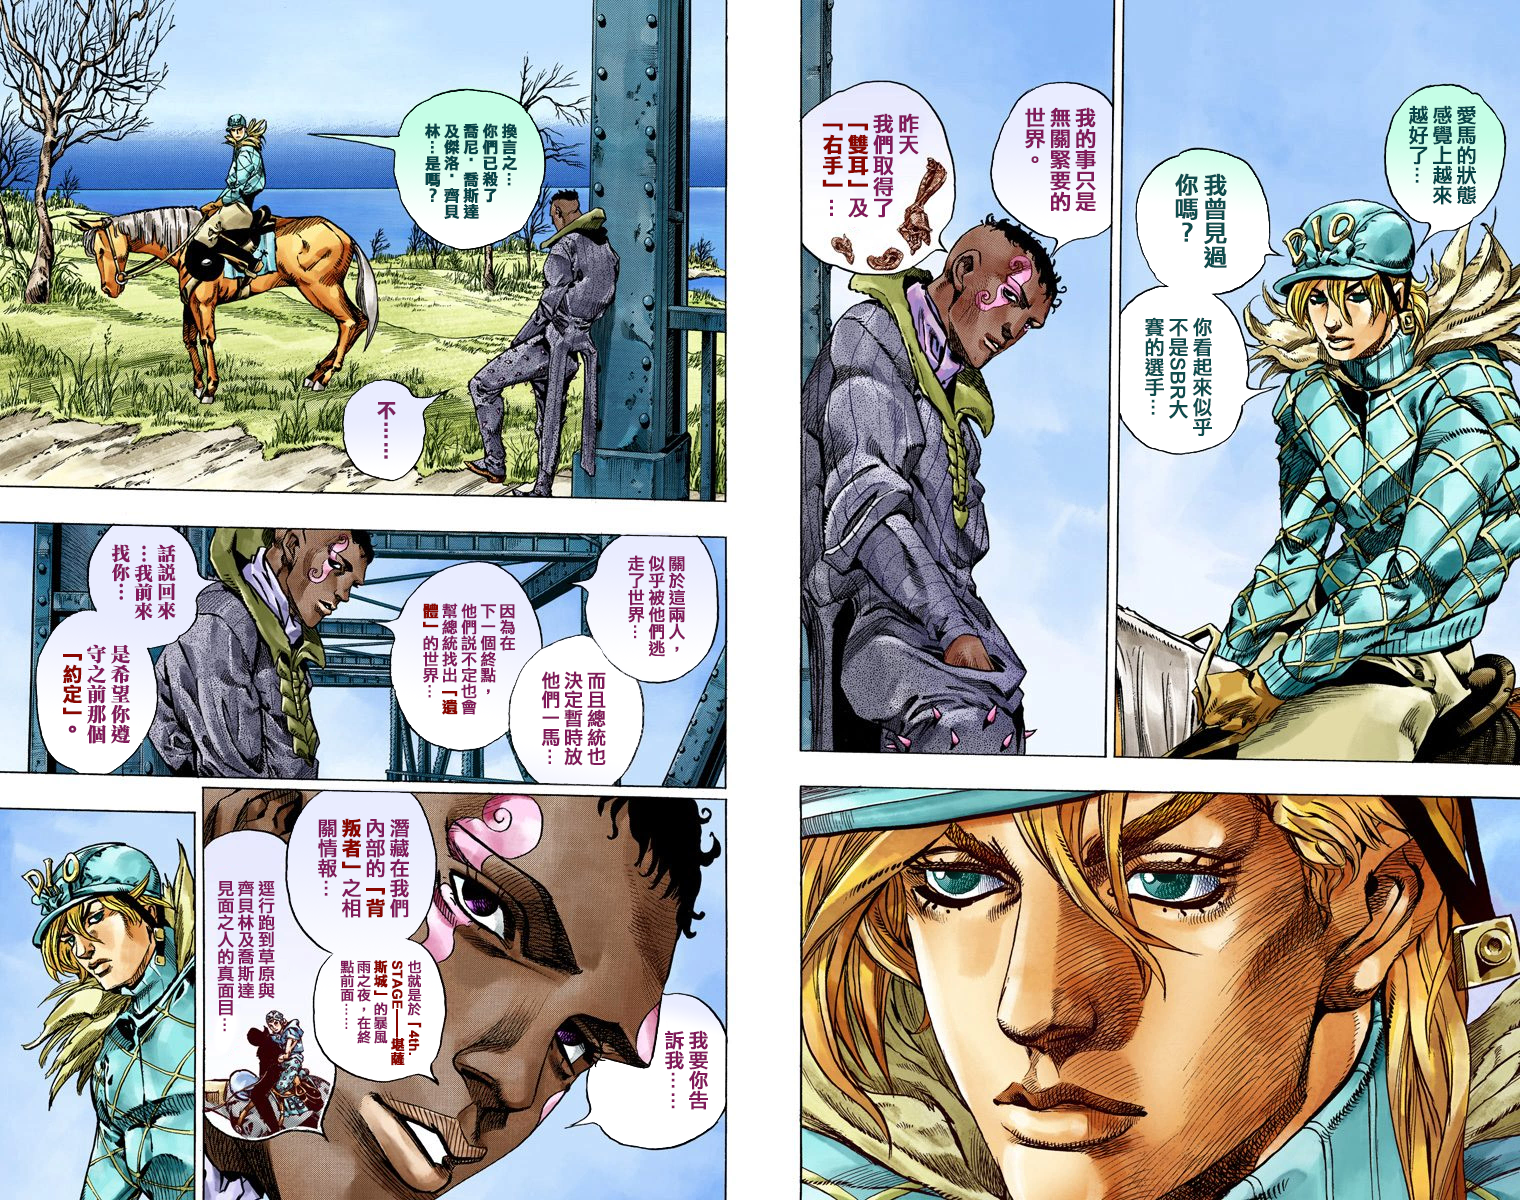 愛馬的狀態
感覺上越來
越好了…
我曾見過
你嗎？
你看起來似乎
不是SBR大
賽的選手…
DIO
我的事只是
無關緊要的
世界。
昨天
我們取得了
「雙耳」及
「右手」…
換言之…
你們已殺了
喬尼・喬斯達
及傑洛・齊貝
林…是嗎？
不……
關於這兩人，
似乎被他們逃
走了世界…
而且總統也
決定暫時放
他們一馬…
因為在
下一個終點，
他們說不定也會
幫總統找出「遺
體」的世界…
話說回來
…我前來
找你…
是希望你遵
守之前那個
「約定」。
我要你告
訴我……
潛藏在我們
內部的「背
叛者」之相
關情報…
也就是於「4th.
STAGE——堪薩
斯城」的暴風
雨之夜，在終
點前面……
逕行跑到草原與
齊貝林及喬斯達
見面之人的真面目…
DIO